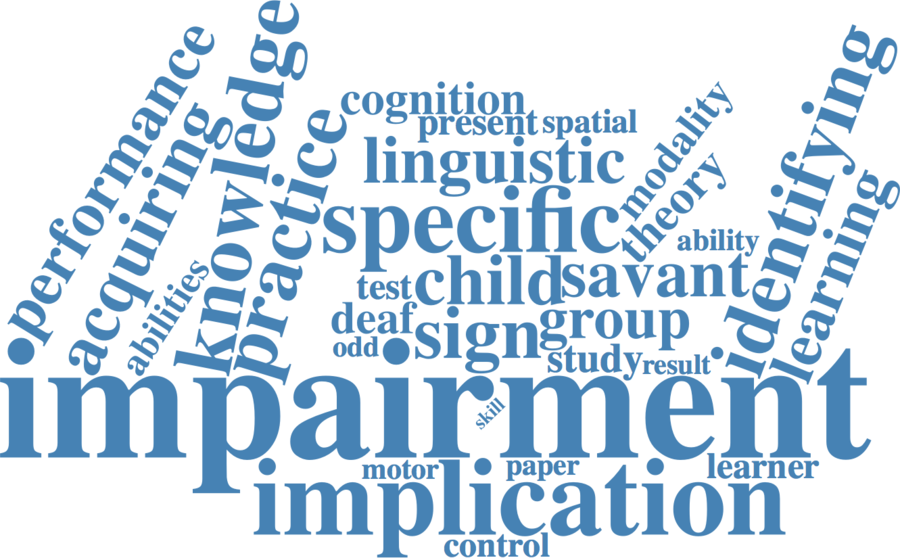 performance
acquiring
abilities
knowledge
practice
cognition
present
spatial
linguistic
modality
specific
theory
ability
identifying
learning
test
child
savant
deaf
sign
group
odd
study
result
impairment
skill
motor
paper
learner
implication
control